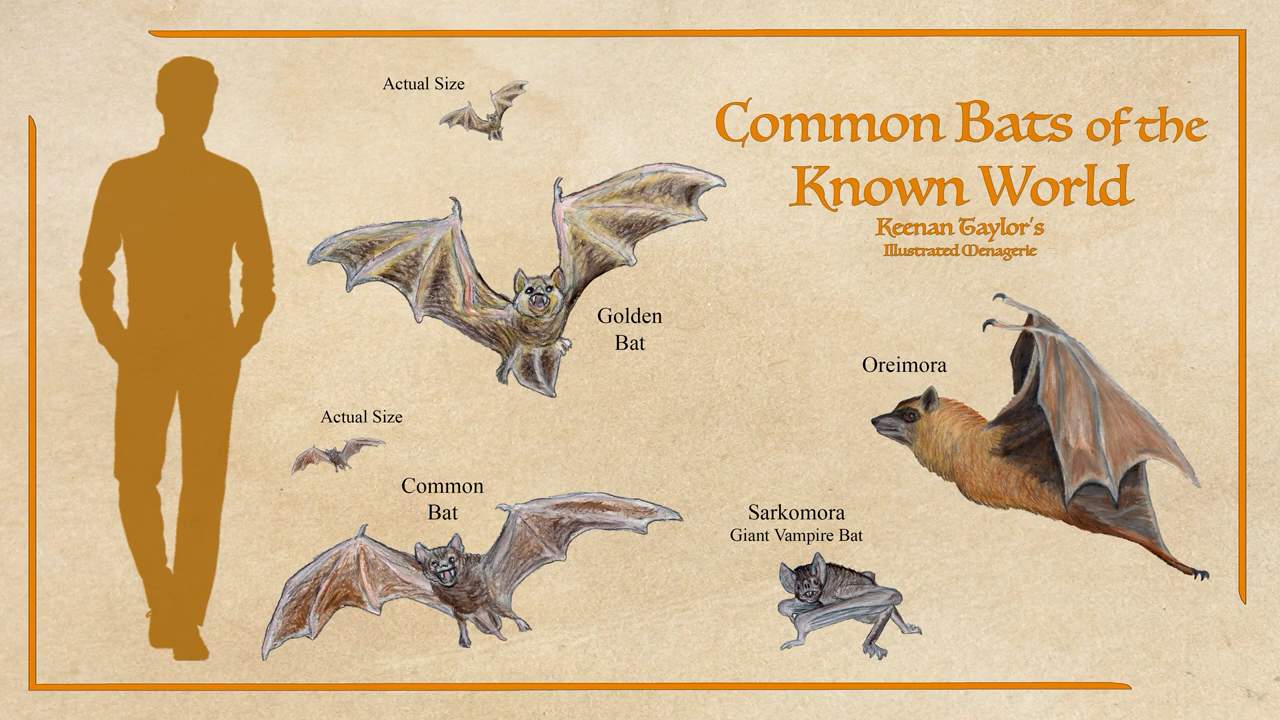 Common Bats of the
Known World
Keenan Taylor's
Illustrated Menagerie
Actual Size
Golden
Bat
Actual Size
Common
Bat
Oreimora
Sarkomora
Giant Vampire Bat